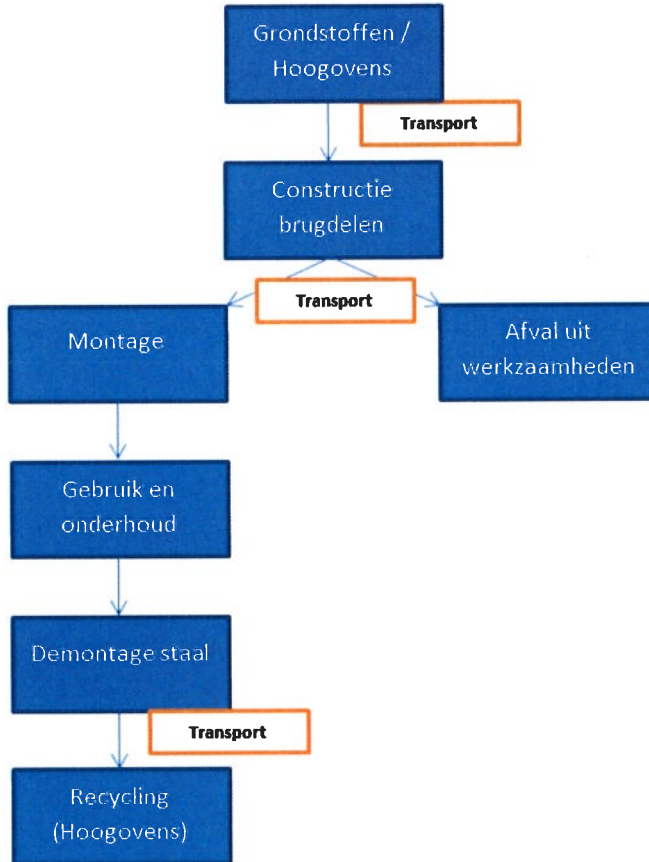 Grondstoffen /
Hoogovens
Transport
Constructie
brugdelen
Transport
Montage
Afval uit
werkzaamheden
Gebruik en
onderhoud
Demontage staal
Transport
Recycling
(Hoogovens)